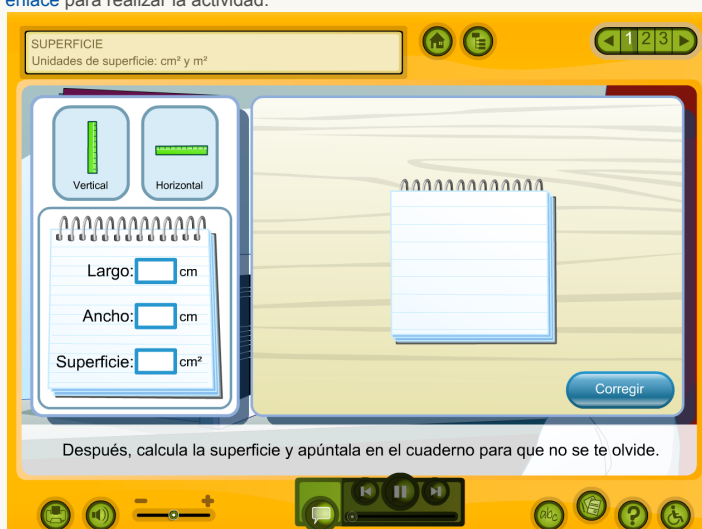 enlace para realizar la actividad.
SUPERFICIE
Unidades de superficie: cm² y m²
1 2 3
Vertical
Horizontal
Largo: cm
Ancho: cm
Superficie: cm²
Corregir
Después, calcula la superficie y apúntala en el cuaderno para que no se te olvide.
abc
?